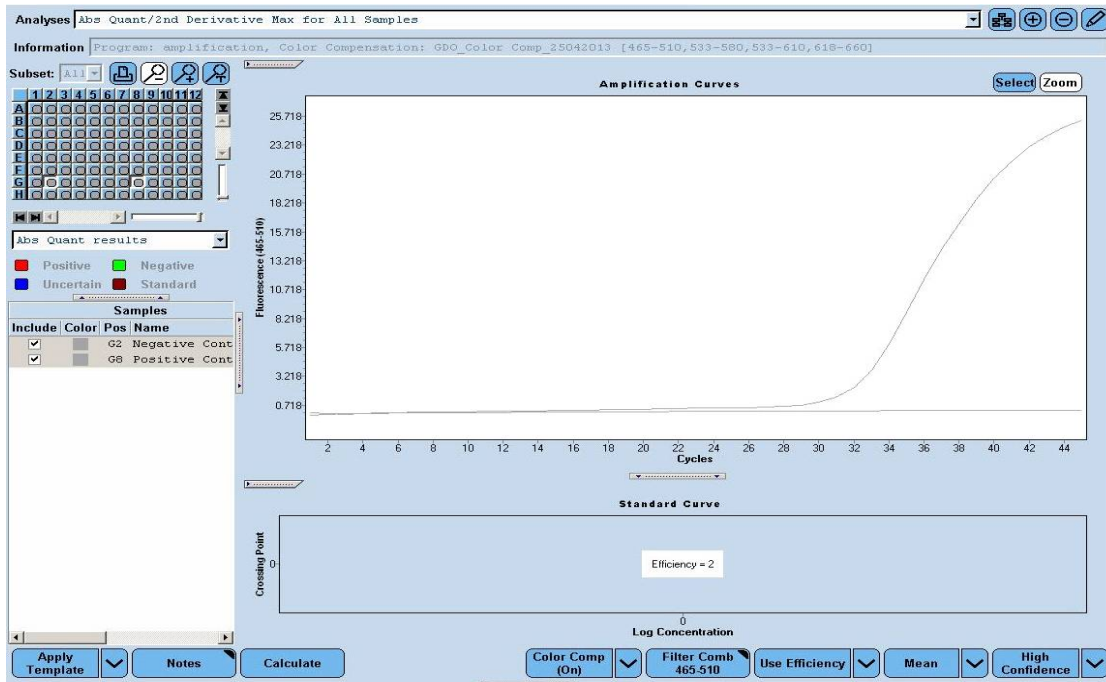 Analyses Abs Quant/2nd Derivative Max for All Samples
Information Program: amplification, Color Compensation: GDO_Color Comp_25042013 [465-510,533-580,533-610,618-660]
Subset: All
1 2 3 4 5 6 7 8 9 10 11 12
A
B
C
D
E
F
G
H
Abs Quant results
Positive Negative
Uncertain Standard
Samples
Include Color Pos Name
G2 Negative Cont
G8 Positive Cont
Amplification Curves
Select Zoom
Fluorescence (465-510)
25.718
23.218
20.718
18.218
15.718
13.218
10.718
8.218
5.718
3.218
0.718
2 4 6 8 10 12 14 16 18 20 22 24 26 28 30 32 34 36 38 40 42 44
Cycles
Standard Curve
Crossing Point
0
Efficiency = 2
0
Log Concentration
Apply Template
Notes
Calculate
Color Comp (On)
Filter Comb 465-510
Use Efficiency
Mean
High Confidence